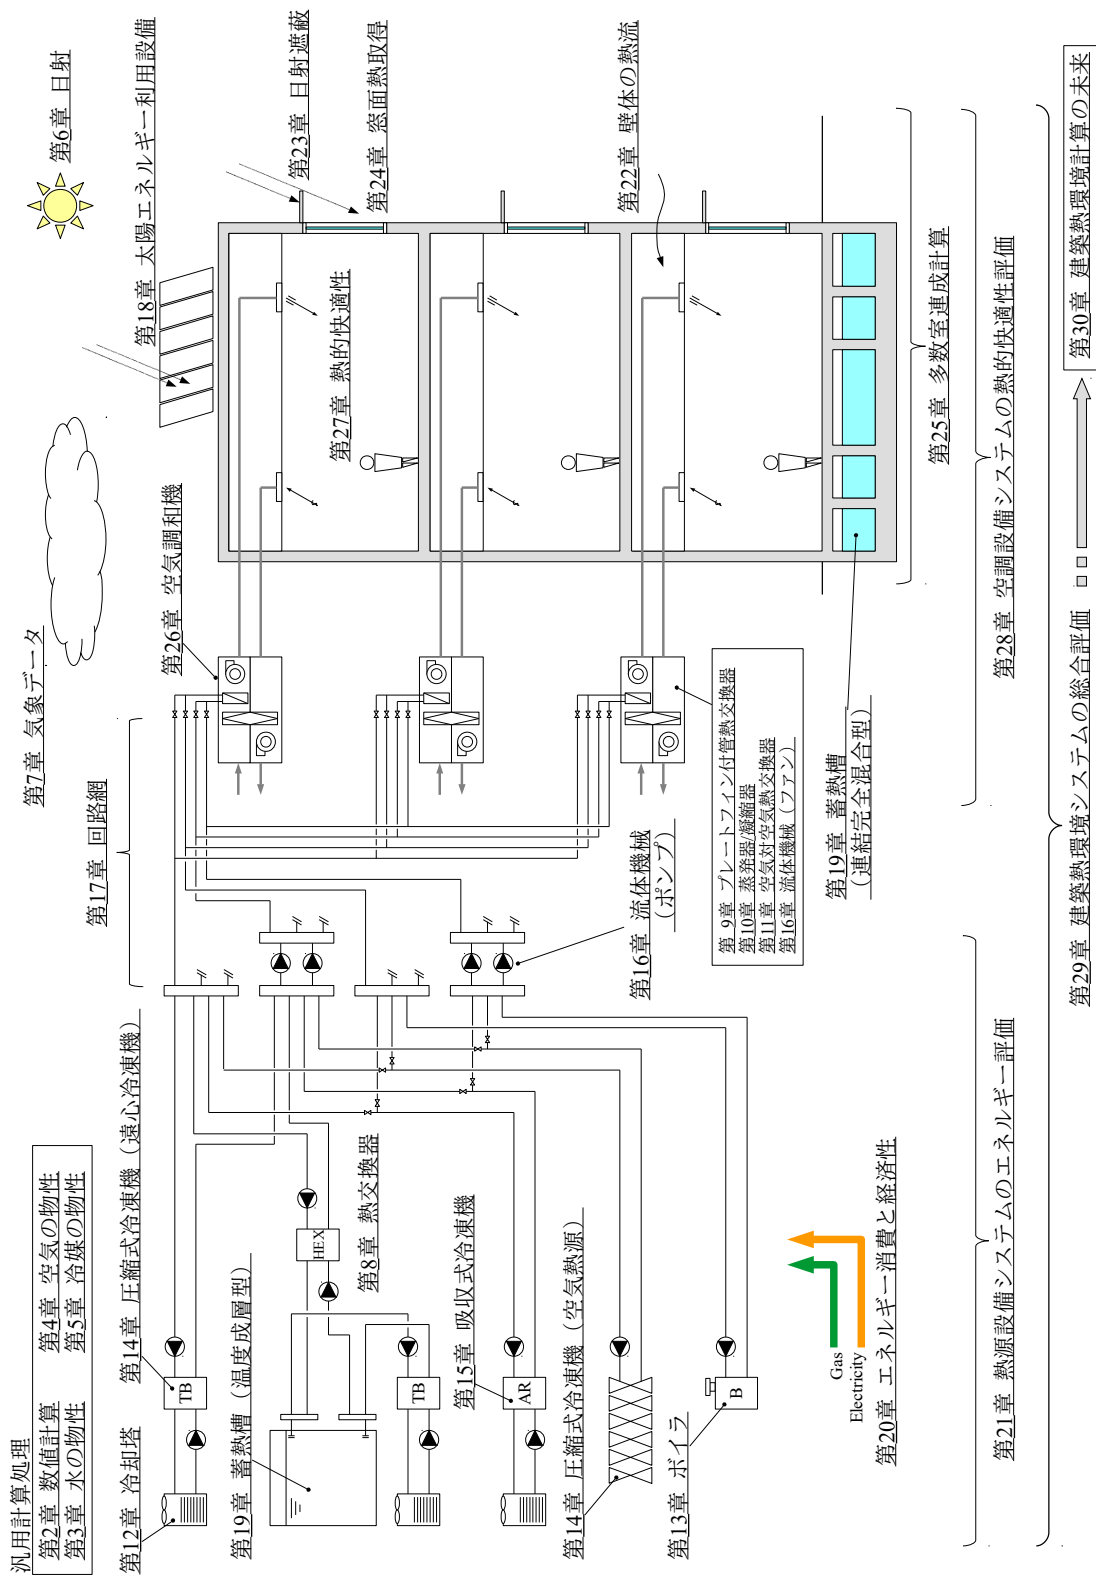 汎用計算処理
第2章 数値計算
第3章 水の物性
第4章 空気の物性
第5章 冷媒の物性
第7章 気象データ
第6章 日射
第17章 回路網
第12章 冷却塔
第14章 圧縮式冷凍機（遠心冷凍機）
第26章 空気調和機
第18章 太陽エネルギー利用設備
第23章 日射遮蔽
第24章 窓面熱取得
第27章 熱的快適性
第22章 壁体の熱流
TB
HEX
第19章 蓄熱槽（温度成層型）
第8章 熱交換器
TB
第15章 吸収式冷凍機
AR
第14章 圧縮式冷凍機（空気熱源）
第13章 ボイラ
B
第16章 流体機械
（ポンプ）
第 9章 プレートフィン付管熱交換器
第10章 蒸発器/凝縮器
第11章 空気対空気熱交換器
第16章 流体機械（ファン）
第19章 蓄熱槽
（連結完全混合型）
第25章 多数室連成計算
Gas
Electricity
第20章 エネルギー消費と経済性
第21章 熱源設備システムのエネルギー評価
第28章 空調設備システムの熱的快適性評価
第29章 建築熱環境システムの総合評価
第30章 建築熱環境計算の未来